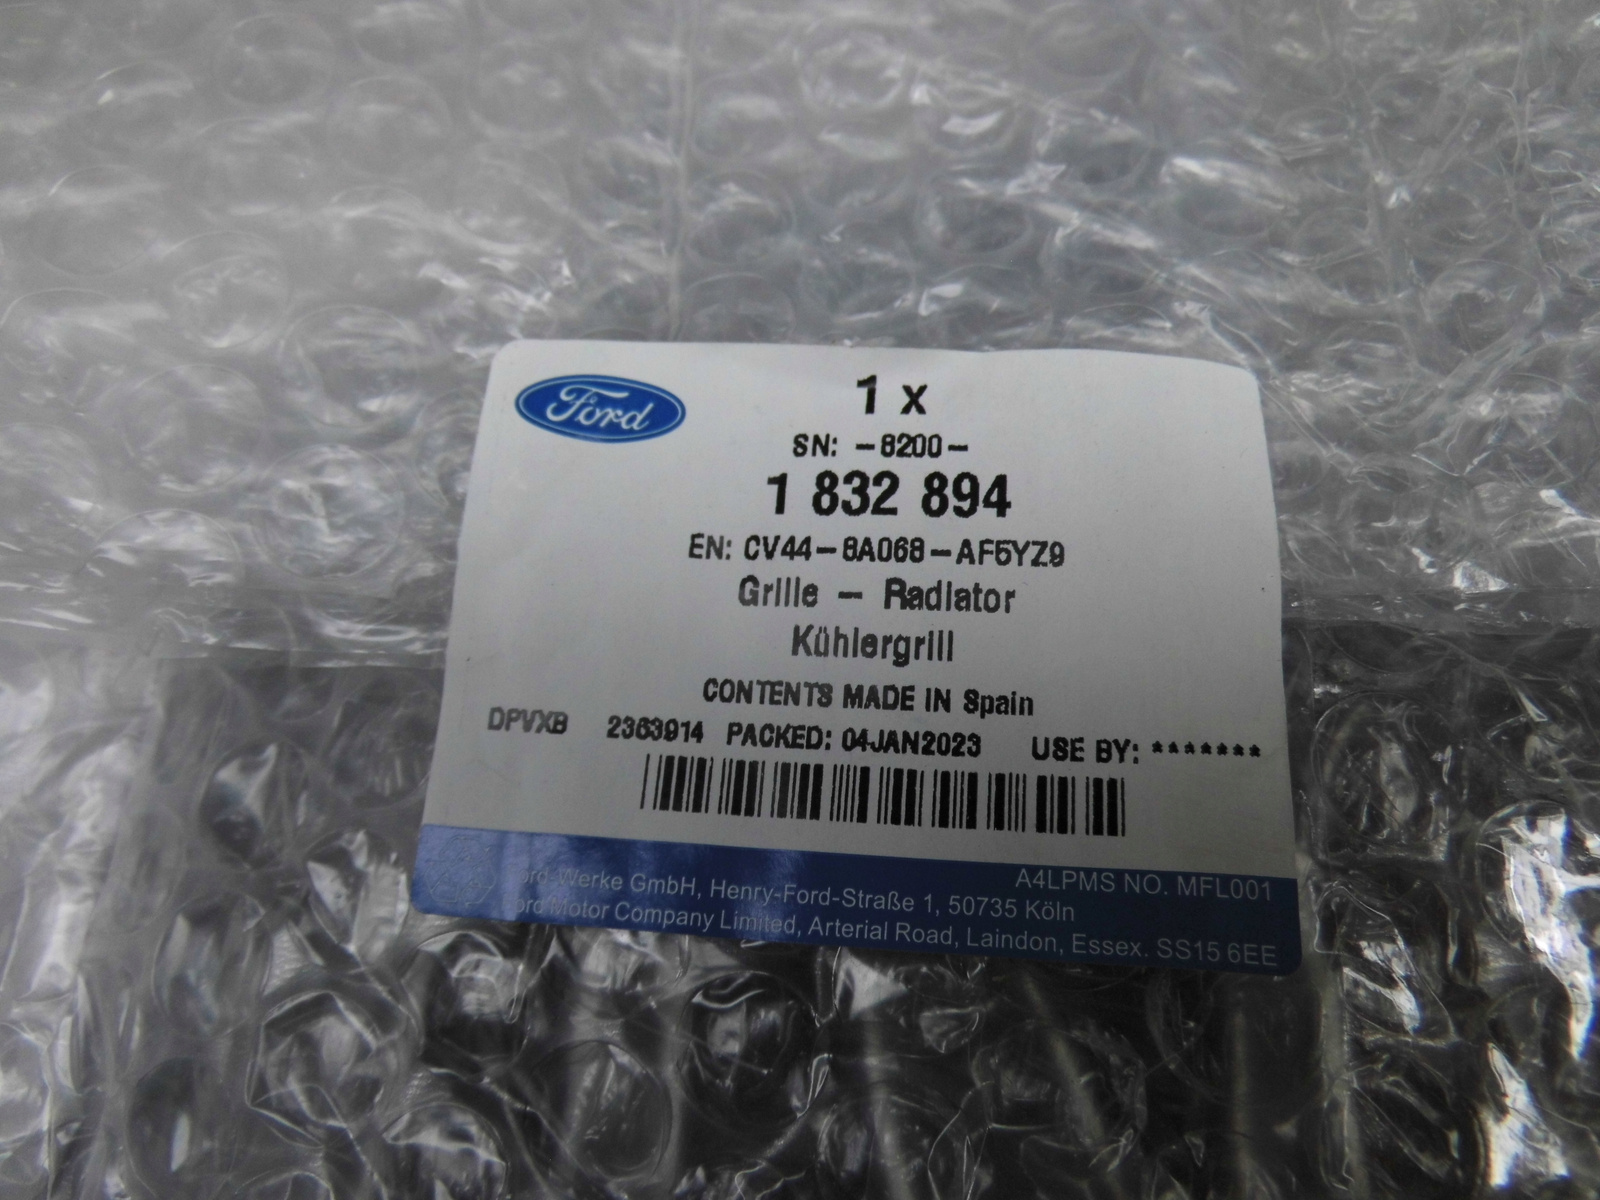 Ford
1 x
SN: -8200-
1 832 894
EN: CV44-8A068-AF5YZ9
Grille - Radiator
Kühlergrill
CONTENTS MADE IN Spain
DPVXB 2363914 PACKED: 04JAN2023 USE BY: *******
A4LPMS NO. MFL001
Ford-Werke GmbH, Henry-Ford-Straße 1, 50735 Köln
Ford Motor Company Limited, Arterial Road, Laindon, Essex. SS15 6EE